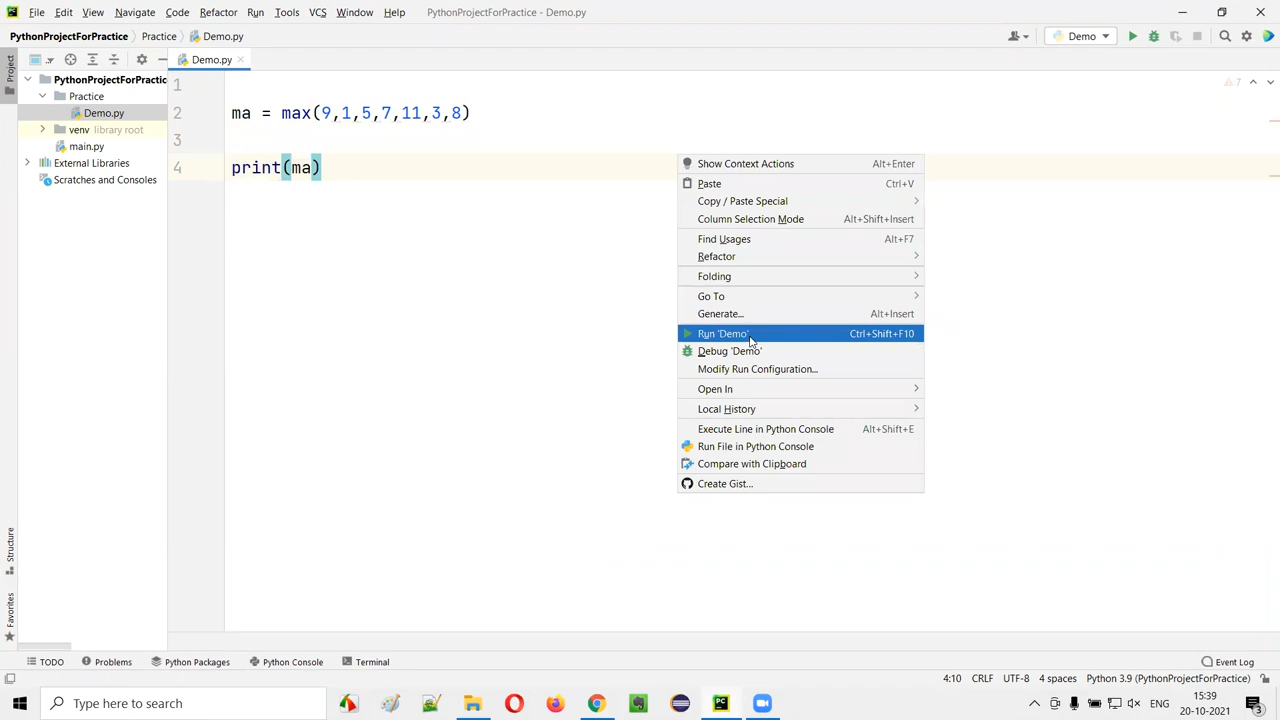 File Edit View Navigate Code Refactor Run Tools VCS Window Help PythonProjectForPractice - Demo.py
PythonProjectForPractice Practice Demo.py Demo
Project
Demo.py
PythonProjectForPractic
Practice
Demo.py
venv library root
main.py
External Libraries
Scratches and Consoles
1
2 ma = max(9,1,5,7,11,3,8)
3
4 print(ma)
7
Show Context Actions Alt+Enter
Paste Ctrl+V
Copy / Paste Special
Column Selection Mode Alt+Shift+Insert
Find Usages Alt+F7
Refactor
Folding
Go To
Generate... Alt+Insert
Run 'Demo' Ctrl+Shift+F10
Debug 'Demo'
Modify Run Configuration...
Open In
Local History
Execute Line in Python Console Alt+Shift+E
Run File in Python Console
Compare with Clipboard
Create Gist...
Structure
Favorites
TODO Problems Python Packages Python Console Terminal Event Log
4:10 CRLF UTF-8 4 spaces Python 3.9 (PythonProjectForPractice)
Type here to search
ENG
15:39
20-10-2021
3